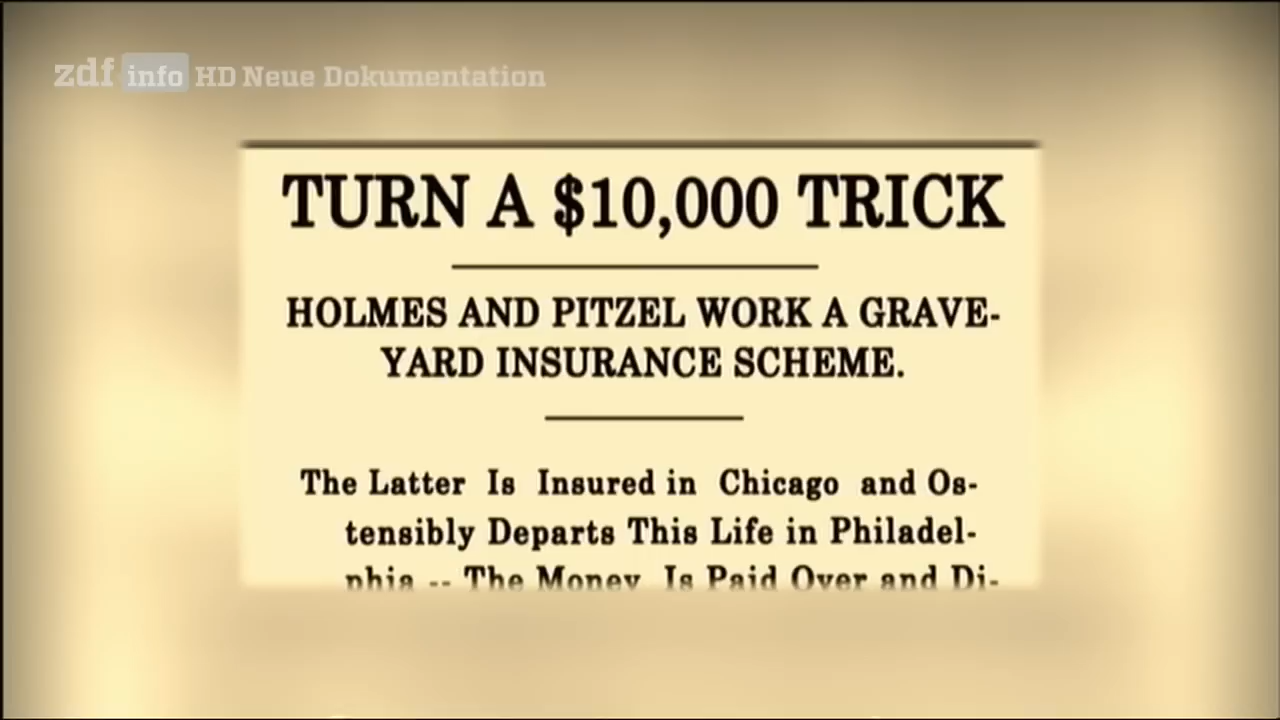 zdf info HD Neue Dokumentation
TURN A $10,000 TRICK
HOLMES AND PITZEL WORK A GRAVE-
YARD INSURANCE SCHEME.
The Latter Is Insured in Chicago and Os-
tensibly Departs This Life in Philadel-
phia -- The Money Is Paid Over and Di-